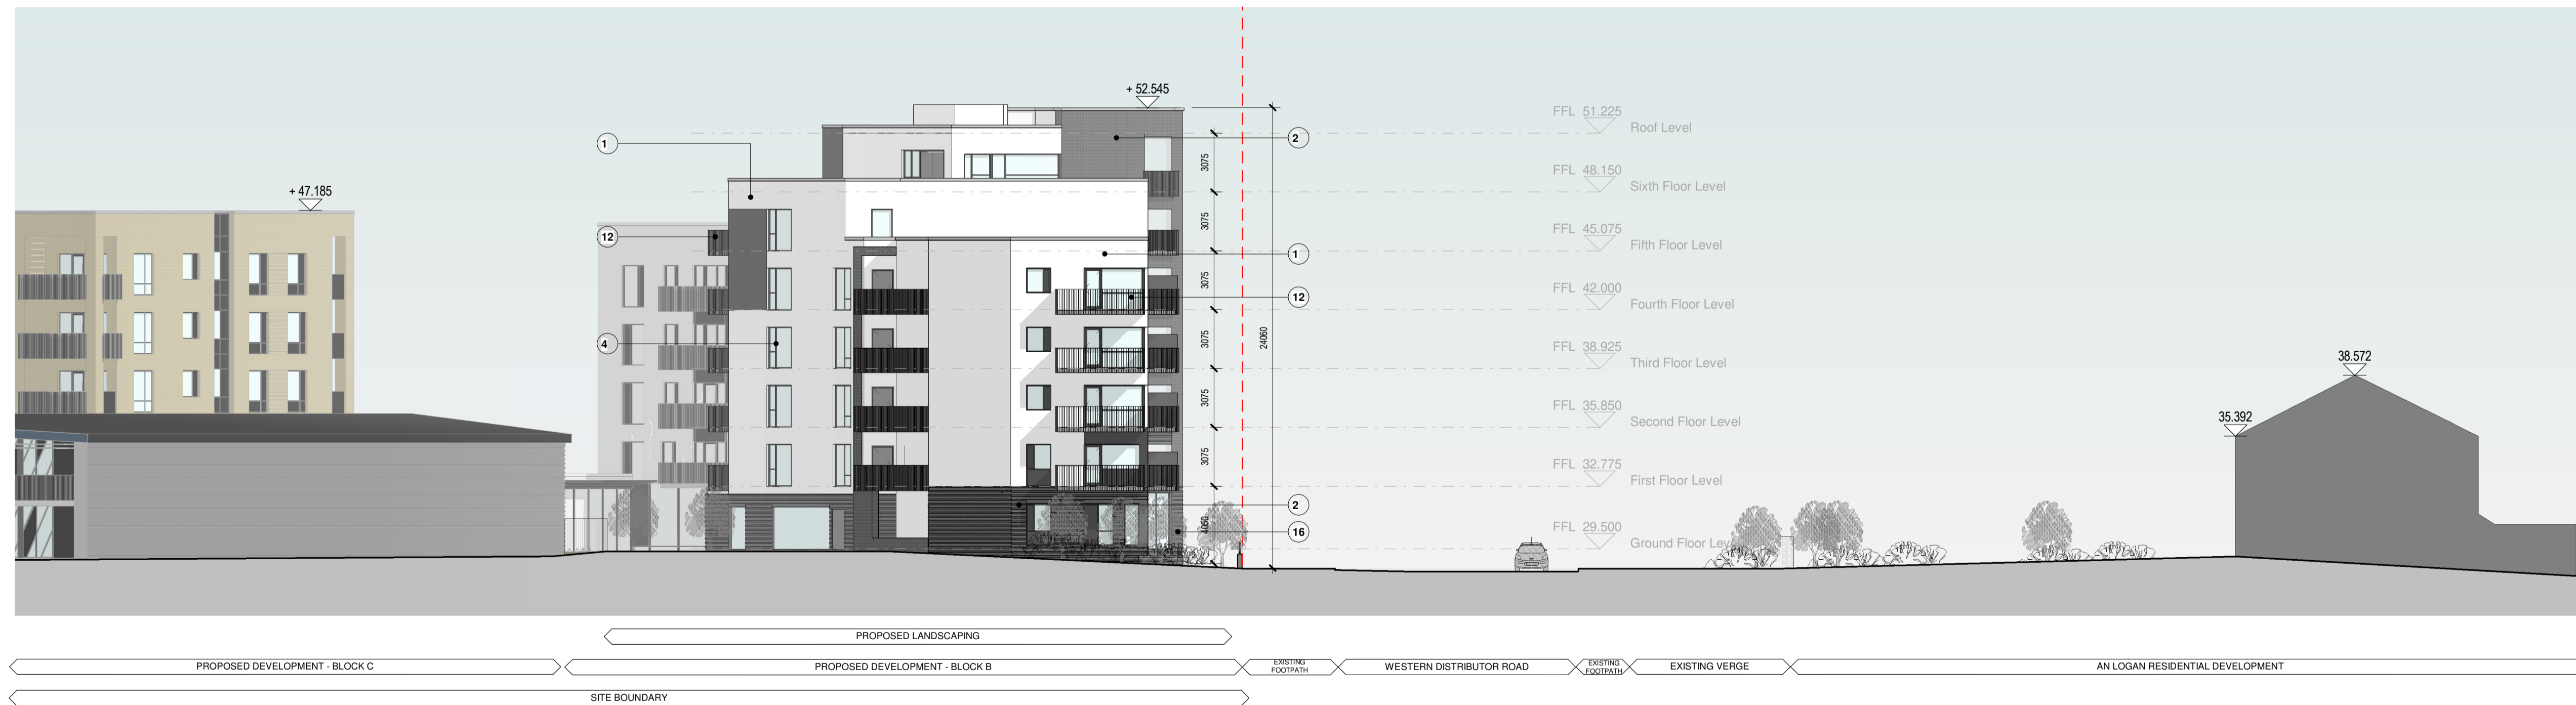 + 52.545
FFL 51.225
Roof Level
1
2
3075
FFL 48.150
Sixth Floor Level
+ 47.185
3075
FFL 45.075
Fifth Floor Level
12
1
3075
FFL 42.000
Fourth Floor Level
12
4
3075
24060
FFL 38.925
Third Floor Level
38.572
3075
FFL 35.850
Second Floor Level
35.392
3075
FFL 32.775
First Floor Level
2
4050
16
FFL 29.500
Ground Floor Lev
PROPOSED LANDSCAPING
PROPOSED DEVELOPMENT - BLOCK C
PROPOSED DEVELOPMENT - BLOCK B
EXISTING
FOOTPATH
WESTERN DISTRIBUTOR ROAD
EXISTING
FOOTPATH
EXISTING VERGE
AN LOGAN RESIDENTIAL DEVELOPMENT
SITE BOUNDARY